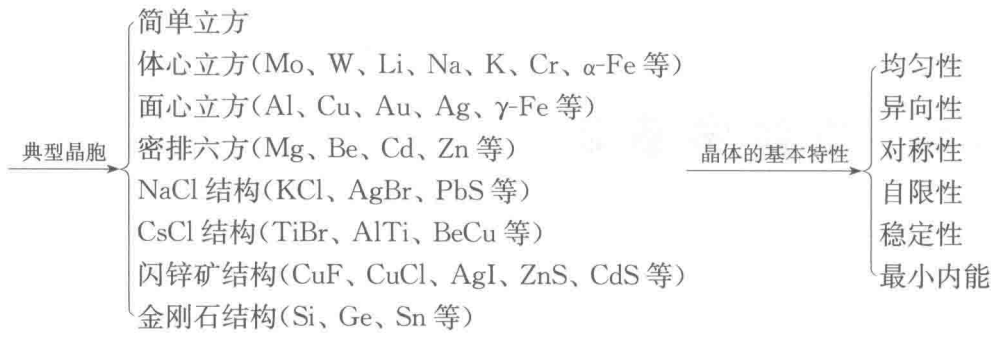 典型晶胞
简单立方
体心立方(Mo、W、Li、Na、K、Cr、α-Fe 等)
面心立方(Al、Cu、Au、Ag、γ-Fe 等)
密排六方(Mg、Be、Cd、Zn 等)
NaCl 结构(KCl、AgBr、PbS 等)
CsCl 结构(TiBr、AlTi、BeCu 等)
闪锌矿结构(CuF、CuCl、AgI、ZnS、CdS 等)
金刚石结构(Si、Ge、Sn 等)
晶体的基本特性
均匀性
异向性
对称性
自限性
稳定性
最小内能